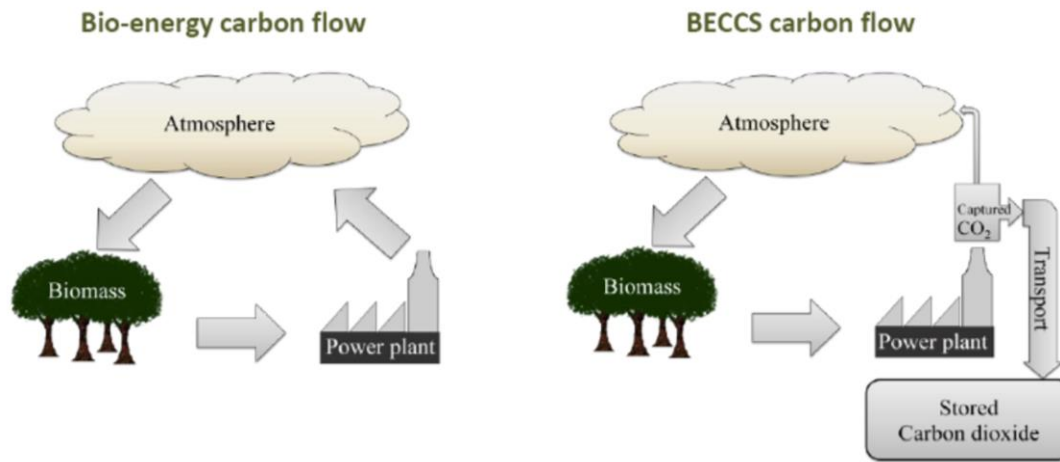 Bio-energy carbon flow
Atmosphere
Biomass
Power plant
BECCS carbon flow
Atmosphere
Captured
CO₂
Transport
Biomass
Power plant
Stored
Carbon dioxide